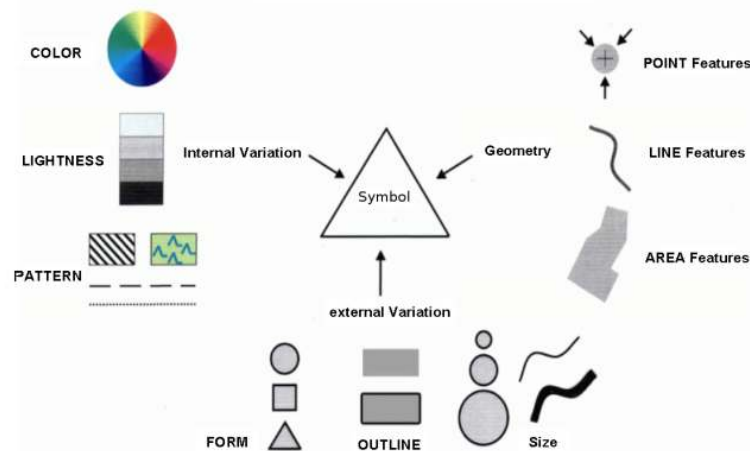 COLOR
POINT Features
LIGHTNESS
Internal Variation
Geometry
LINE Features
Symbol
PATTERN
AREA Features
external Variation
FORM
OUTLINE
Size